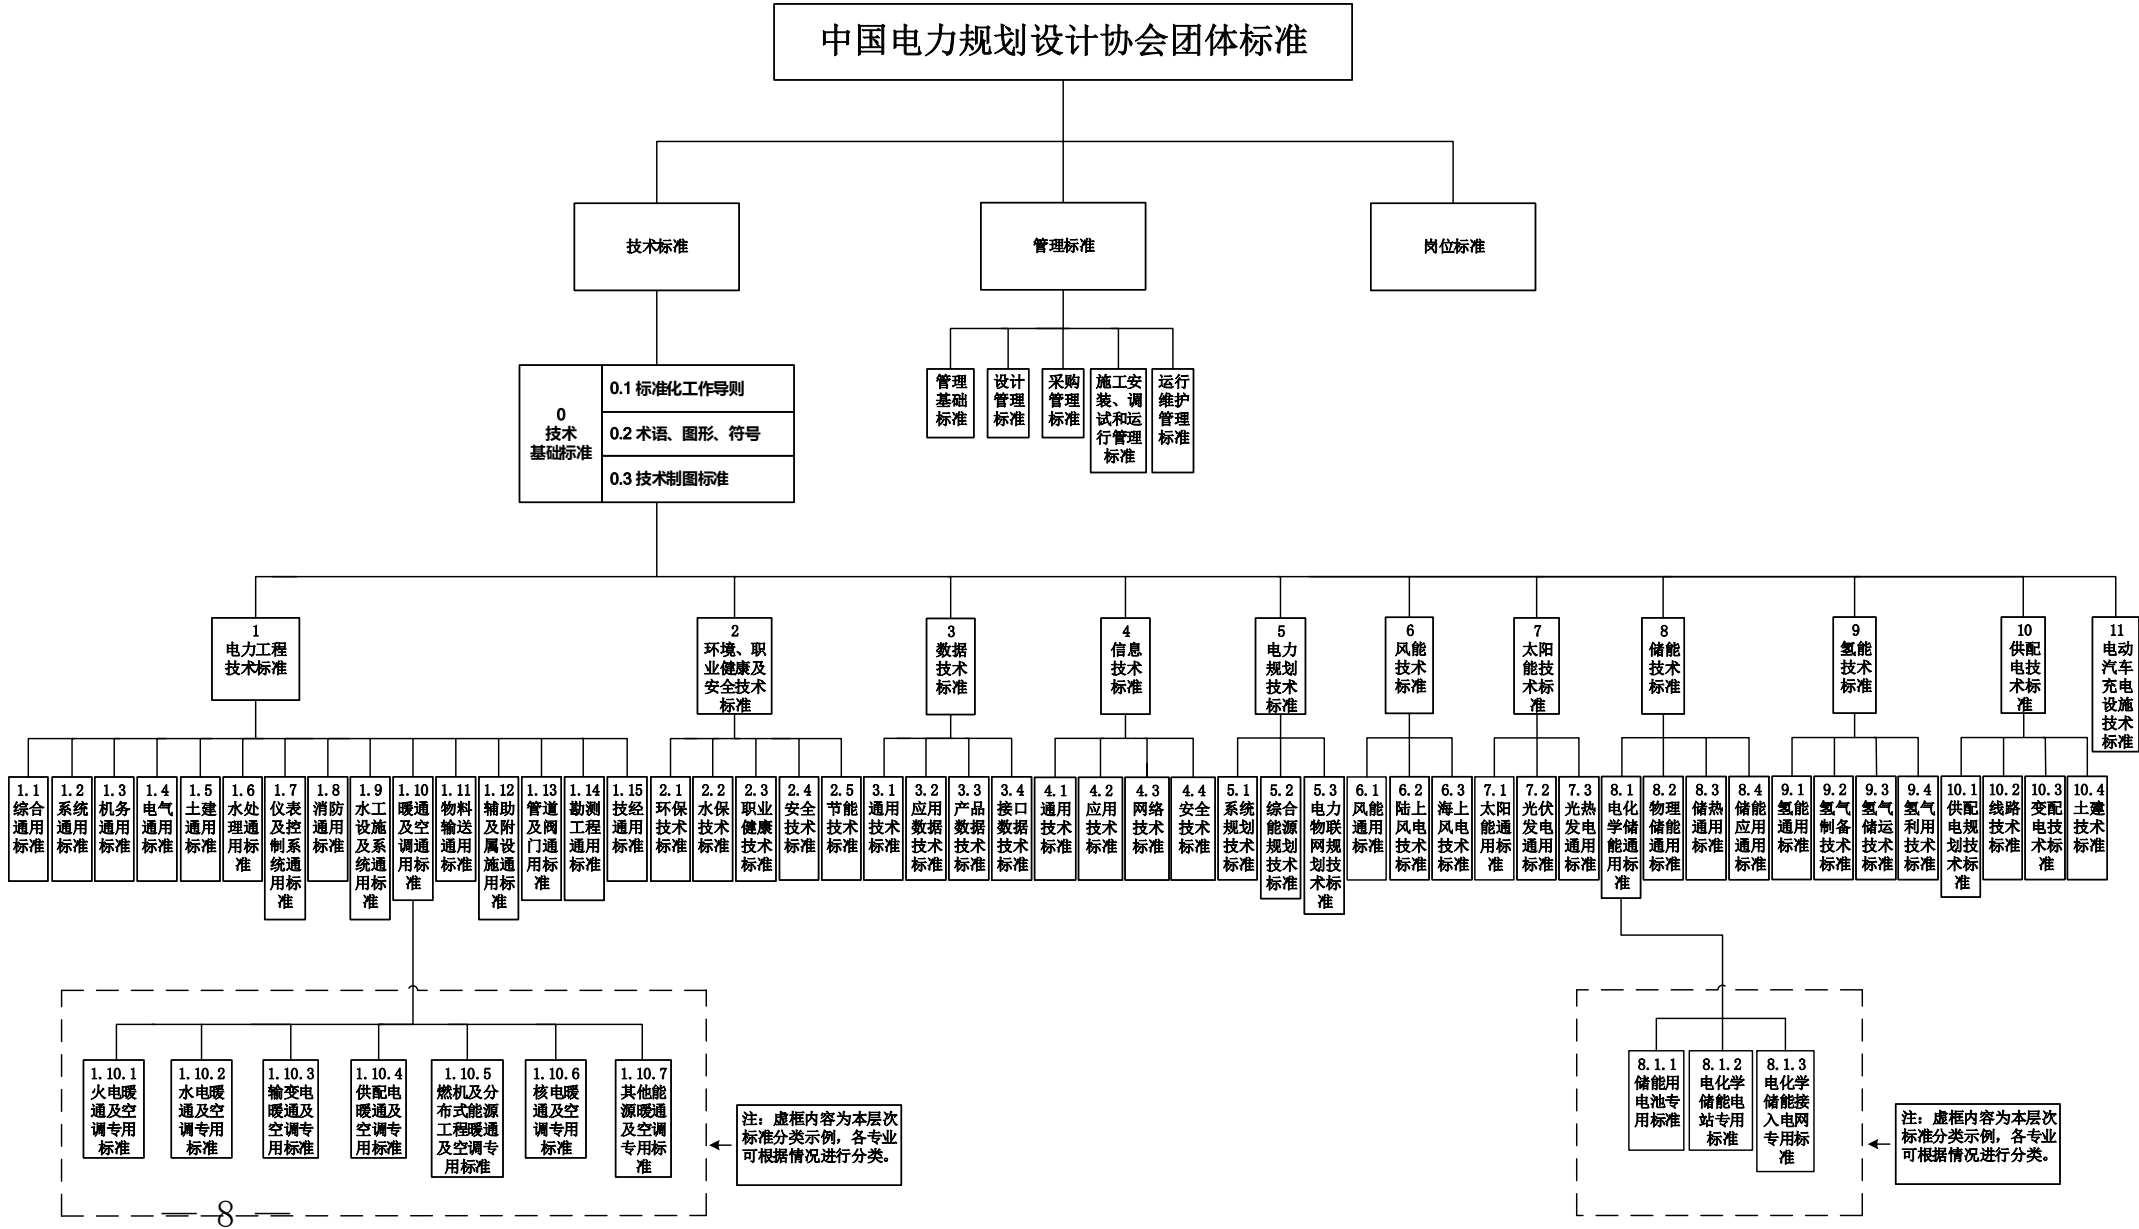 中国电力规划设计协会团体标准
技术标准
管理标准
岗位标准
0
技术
基础标准
0.1 标准化工作导则
0.2 术语、图形、符号
0.3 技术制图标准
管理
基础
标准
设计
管理
标准
采购
管理
标准
施工安
装、调
试和运
行管理
标准
运行
维护
管理
标准
1
电力工程
技术标准
2
环境、职
业健康及
安全技术
标准
3
数据
技术
标准
4
信息
技术
标准
5
电力
规划
技术
标准
6
风能
技术
标准
7
太阳
能技
术标
准
8
储能
技术
标准
9
氢能
技术
标准
10
供配
电技
术标
准
11
电动
汽车
充电
设施
技术
标准
1.1
综合
通用
标准
1.2
系统
通用
标准
1.3
机务
通用
标准
1.4
电气
通用
标准
1.5
土建
通用
标准
1.6
水处
理通
用标
准
1.7
仪表
及控
制系
统通
用标
准
1.8
消防
通用
标准
1.9
水工
设施
及系
统通
用标
准
1.10
暖通
及空
调通
用标
准
1.11
物料
输送
通用
标准
1.12
辅助
及附
属设
施通
用标
准
1.13
管道
及阀
门通
用标
准
1.14
勘测
工程
通用
标准
1.15
技经
通用
标准
2.1
环保
技术
标准
2.2
水保
技术
标准
2.3
职业
健康
技术
标准
2.4
安全
技术
标准
2.5
节能
技术
标准
3.1
通用
技术
标准
3.2
应用
数据
技术
标准
3.3
产品
数据
技术
标准
3.4
接口
数据
技术
标准
4.1
通用
技术
标准
4.2
应用
技术
标准
4.3
网络
技术
标准
4.4
安全
技术
标准
5.1
系统
规划
技术
标准
5.2
综合
能源
规划
技术
标准
5.3
电力
物联
网规
划技
术标
准
6.1
风能
通用
标准
6.2
陆上
风电
技术
标准
6.3
海上
风电
技术
标准
7.1
太阳
能通
用标
准
7.2
光伏
发电
通用
标准
7.3
光热
发电
通用
标准
8.1
电化
学储
能通
用标
准
8.2
物理
储能
通用
标准
8.3
储热
通用
标准
8.4
储能
应用
通用
标准
9.1
氢能
通用
标准
9.2
氢气
制备
技术
标准
9.3
氢气
储运
技术
标准
9.4
氢气
利用
技术
标准
10.1
供配
电规
划技
术标
准
10.2
线路
技术
标准
10.3
变配
电技
术标
准
10.4
土建
技术
标准
1.10.1
火电暖
通及空
调专用
标准
1.10.2
水电暖
通及空
调专用
标准
1.10.3
输变电
暖通及
空调专
用标准
1.10.4
供配电
暖通及
空调专
用标准
1.10.5
燃机及分
布式能源
工程暖通
及空调专
用标准
1.10.6
核电暖
通及空
调专用
标准
1.10.7
其他能
源暖通
及空调
专用标
准
注：虚框内容为本层次
标准分类示例，各专业
可根据情况进行分类。
8.1.1
储能用
电池专
用标准
8.1.2
电化学
储能电
站专用
标准
8.1.3
电化学
储能接
入电网
专用标
准
注：虚框内容为本层次
标准分类示例，各专业
可根据情况进行分类。
— 8 —